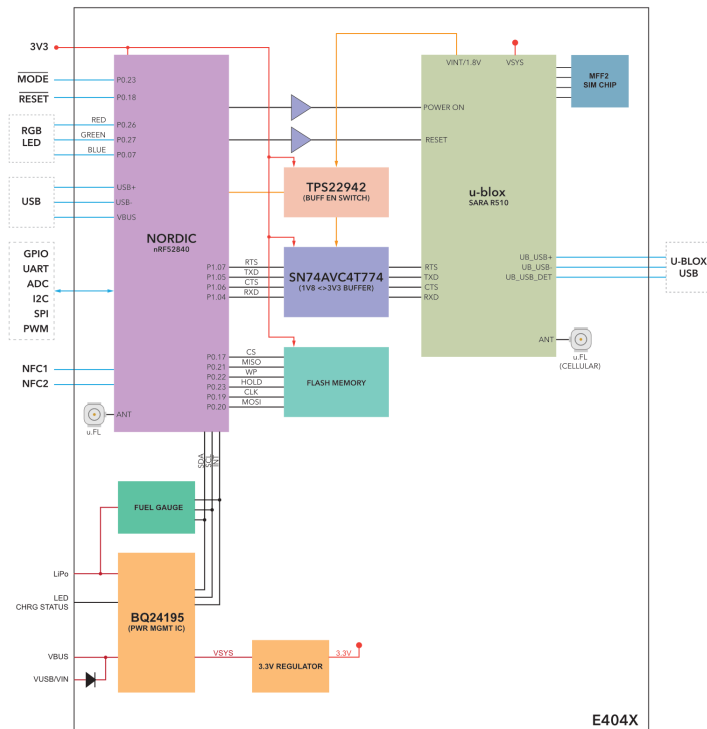 3V3
MODE
RESET
RGB
LED
RED
GREEN
BLUE
USB
USB+
USB-
VBUS
GPIO
UART
ADC
I2C
SPI
PWM
NFC1
NFC2
ANT
u.FL
P0.23
P0.18
P0.26
P0.27
P0.07
NORDIC
nRF52840
P1.07
P1.05
P1.06
P1.04
P0.17
P0.21
P0.22
P0.23
P0.19
P0.20
RTS
TXD
CTS
RXD
CS
MISO
WP
HOLD
CLK
MOSI
TPS22942
(BUFF EN SWITCH)
SN74AVC4T774
(1V8 <>3V3 BUFFER)
FLASH MEMORY
VINT/1.8V
VSYS
POWER ON
RESET
u-blox
SARA R510
RTS
TXD
CTS
RXD
UB_USB+
UB_USB-
UB_USB_DET
ANT
u.FL
(CELLULAR)
MFF2
SIM CHIP
U-BLOX
USB
SDA
SCL
INT
FUEL GAUGE
LiPo
LED
CHRG STATUS
BQ24195
(PWR MGMT IC)
VBUS
VUSB/VIN
VSYS
3.3V REGULATOR
3.3V
E404X